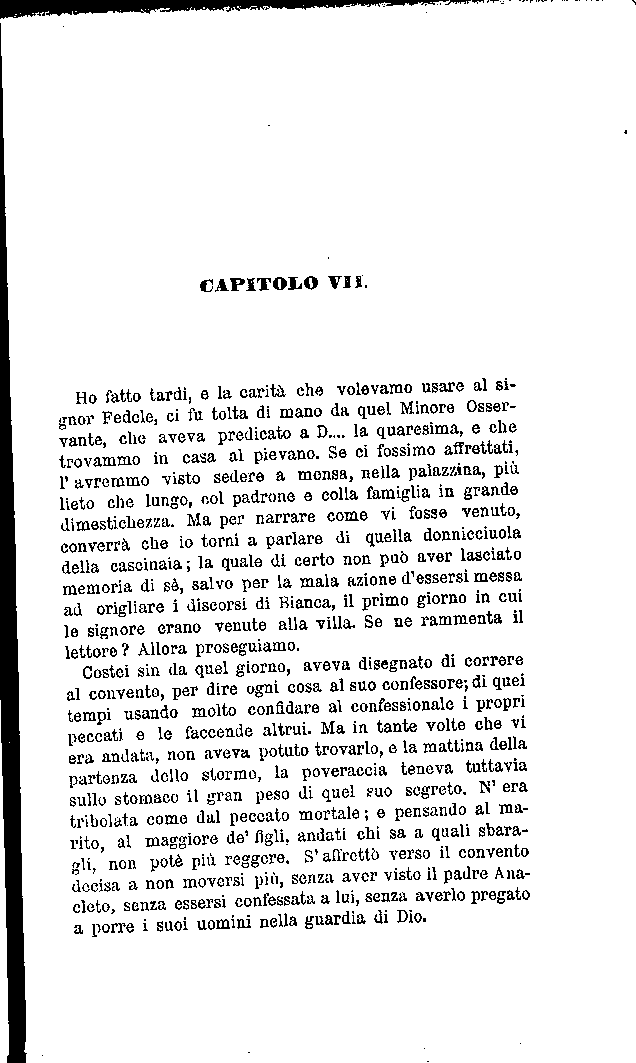 CAPITOLO VII.
Ho fatto tardi, e la carità che volevamo usare al si-
gnor Fedele, ci fu tolta di mano da quel Minore Osser-
vante, che aveva predicato a D.... la quaresima, e che
trovammo in casa al pievano. Se ci fossimo affrettati,
l'avremmo visto sedere a mensa, nella palazzina, più
lieto che lungo, col padrone e colla famiglia in grande
dimestichezza. Ma per narrare come vi fosse venuto,
converrà che io torni a parlare di quella donnicciuola
della cascinaia; la quale di certo non può aver lasciato
memoria di sè, salvo per la mala azione d'essersi messa
ad origliare i discorsi di Bianca, il primo giorno in cui
le signore erano venute alla villa. Se ne rammenta il
lettore? Allora proseguiamo.
Costei sin da quel giorno, aveva disegnato di correre
al convento, per dire ogni cosa al suo confessore; di quei
tempi usando molto confidare al confessionale i propri
peccati e le faccende altrui. Ma in tante volte che vi
era andata, non aveva potuto trovarlo, e la mattina della
partenza dello stormo, la poveraccia teneva tuttavia
sullo stomaco il gran peso di quel suo segreto. N'era
tribolata come dal peccato mortale; e pensando al ma-
rito, al maggiore de' figli, andati chi sa a quali sbara-
gli, non potè più reggere. S'affrettò verso il convento
decisa a non moversi più, senza aver visto il padre Ana-
cleto, senza essersi confessata a lui, senza averlo pregato
a porre i suoi uomini nella guardia di Dio.